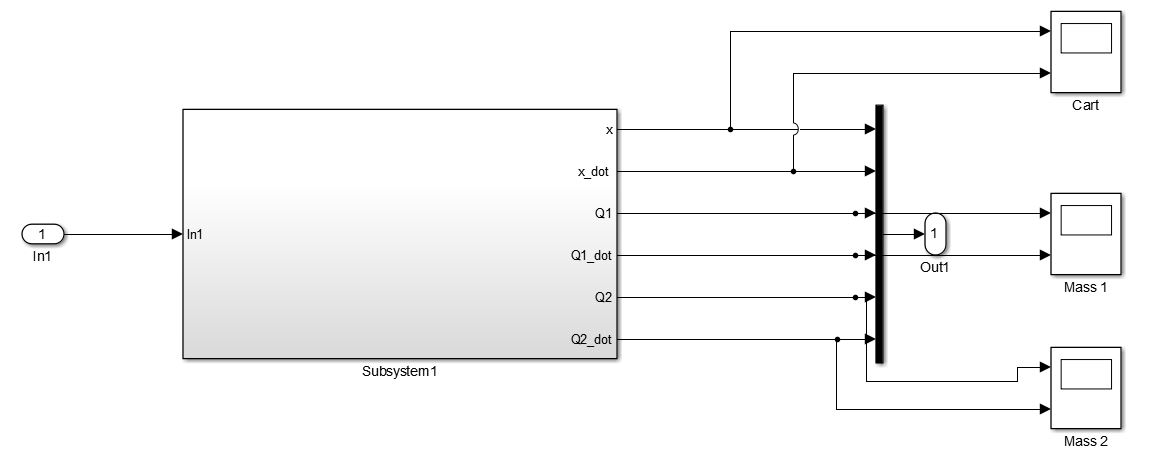 Cart
x
x_dot
Q1
Q1_dot
Q2
Q2_dot
1
In1
In1
Subsystem1
1
Out1
Mass 1
Mass 2